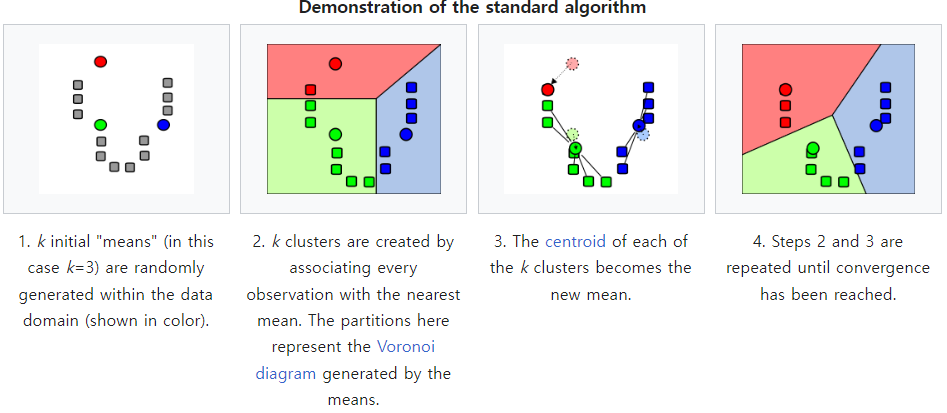 Demonstration of the standard algorithm
1. k initial "means" (in this
case k=3) are randomly
generated within the data
domain (shown in color).
2. k clusters are created by
associating every
observation with the nearest
mean. The partitions here
represent the Voronoi
diagram generated by the
means.
3. The centroid of each of
the k clusters becomes the
new mean.
4. Steps 2 and 3 are
repeated until convergence
has been reached.